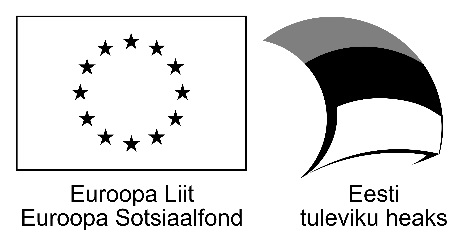 Euroopa Liit
Euroopa Sotsiaalfond
Eesti
tuleviku heaks